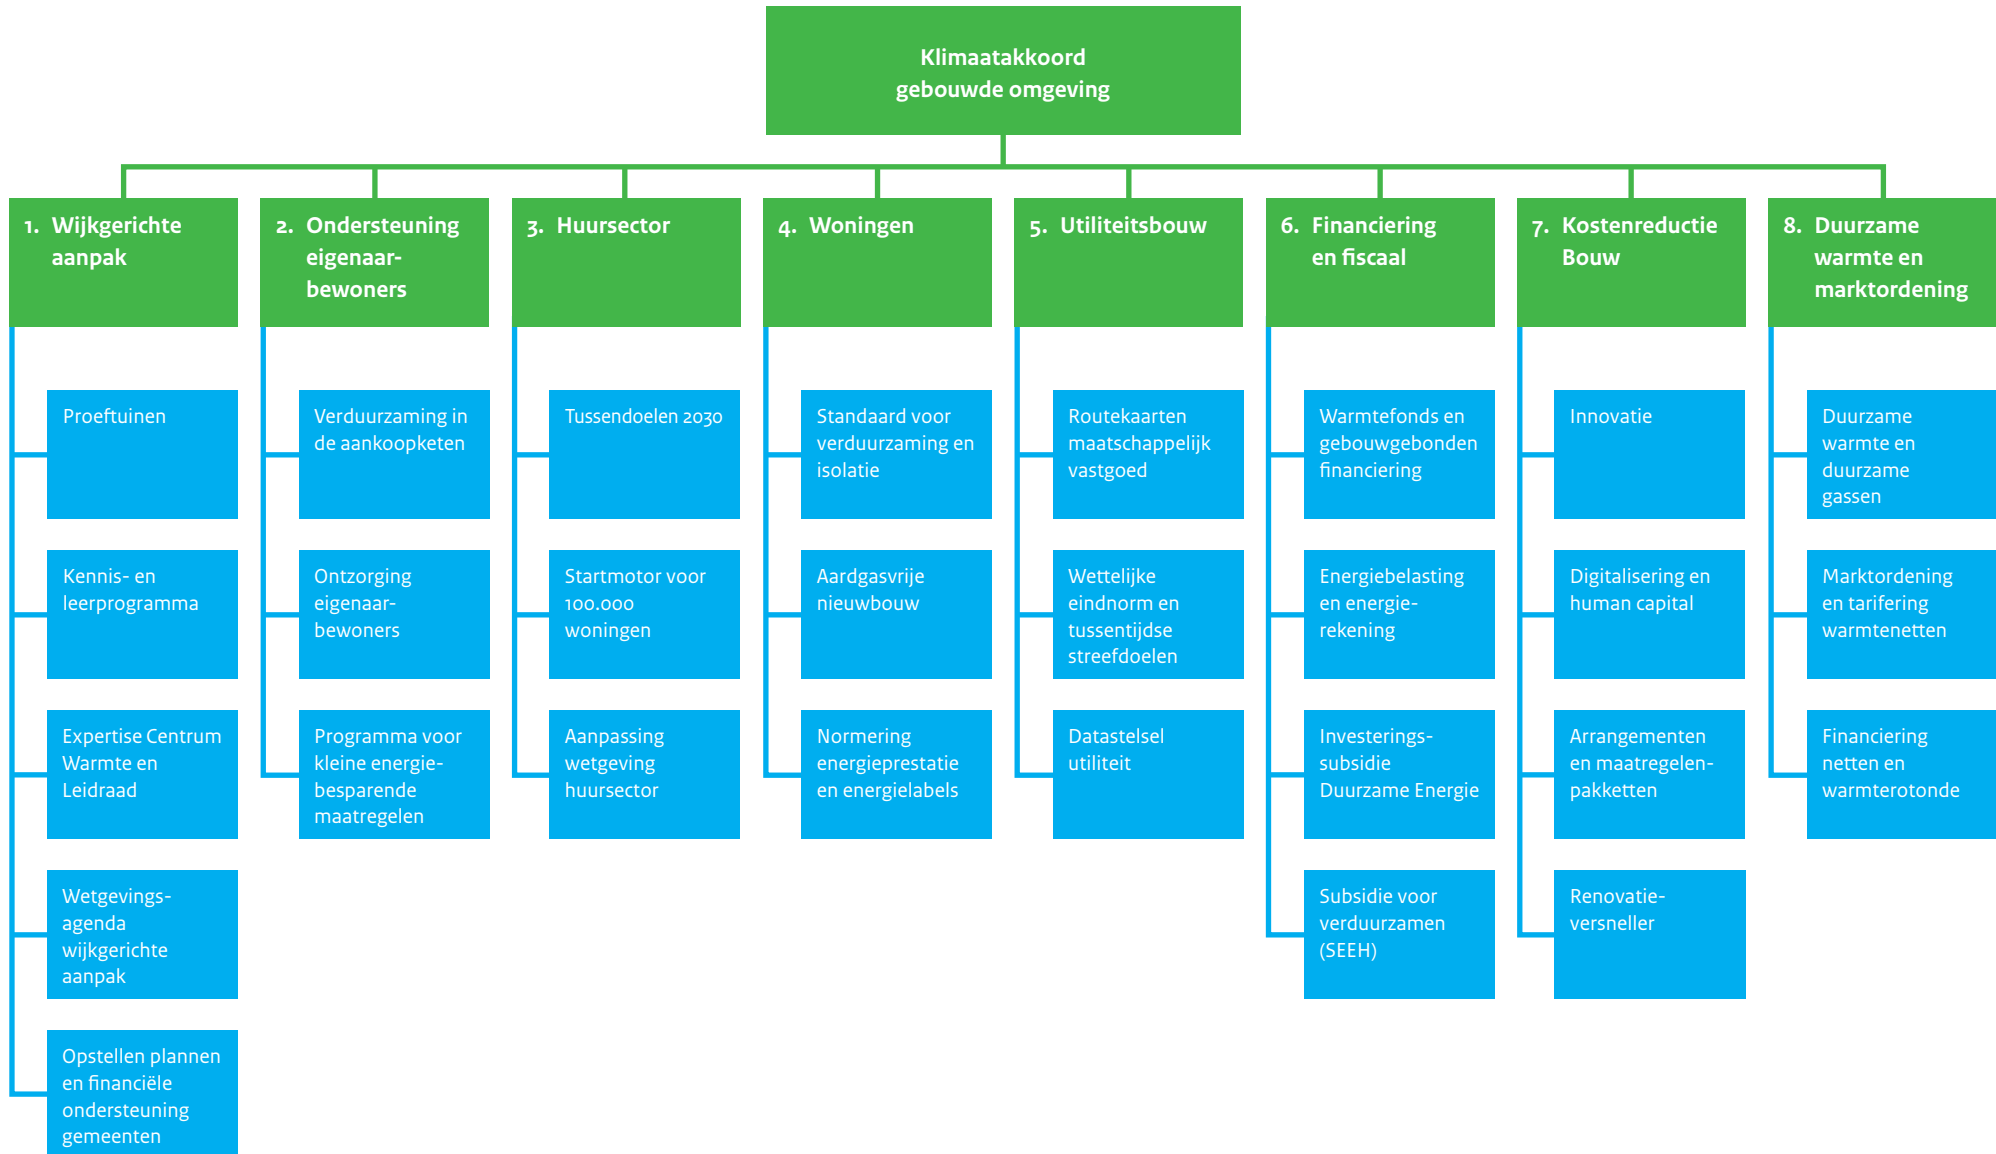 Klimaatakkoord
gebouwde omgeving
1. Wijkgerichte
aanpak
Proeftuinen
Kennis- en
leerprogramma
Expertise Centrum
Warmte en
Leidraad
Wetgevings-
agenda
wijkgerichte
aanpak
Opstellen plannen
en financiële
ondersteuning
gemeenten
2. Ondersteuning
eigenaar-
bewoners
Verduurzaming in
de aankoopketen
Ontzorging
eigenaar-
bewoners
Programma voor
kleine energie-
besparende
maatregelen
3. Huursector
Tussendoelen 2030
Startmotor voor
100.000
woningen
Aanpassing
wetgeving
huursector
4. Woningen
Standaard voor
verduurzaming en
isolatie
Aardgasvrije
nieuwbouw
Normering
energieprestatie
en energielabels
5. Utiliteitsbouw
Routekaarten
maatschappelijk
vastgoed
Wettelijke
eindnorm en
tussentijdse
streefdoelen
Datastelsel
utiliteit
6. Financiering
en fiscaal
Warmtefonds en
gebouwgebonden
financiering
Energiebelasting
en energie-
rekening
Investerings-
subsidie
Duurzame Energie
Subsidie voor
verduurzamen
(SEEH)
7. Kostenreductie
Bouw
Innovatie
Digitalisering en
human capital
Arrangementen
en maatregelen-
pakketten
Renovatie-
versneller
8. Duurzame
warmte en
marktordening
Duurzame
warmte en
duurzame
gassen
Marktordening
en tarifering
warmtenetten
Financiering
netten en
warmterotonde